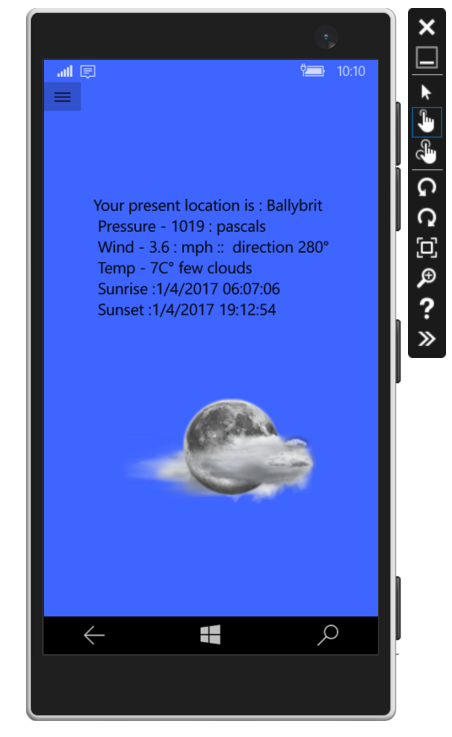 10:10
Your present location is : Ballybrit
Pressure - 1019 : pascals
Wind - 3.6 : mph :: direction 280°
Temp - 7C° few clouds
Sunrise :1/4/2017 06:07:06
Sunset :1/4/2017 19:12:54